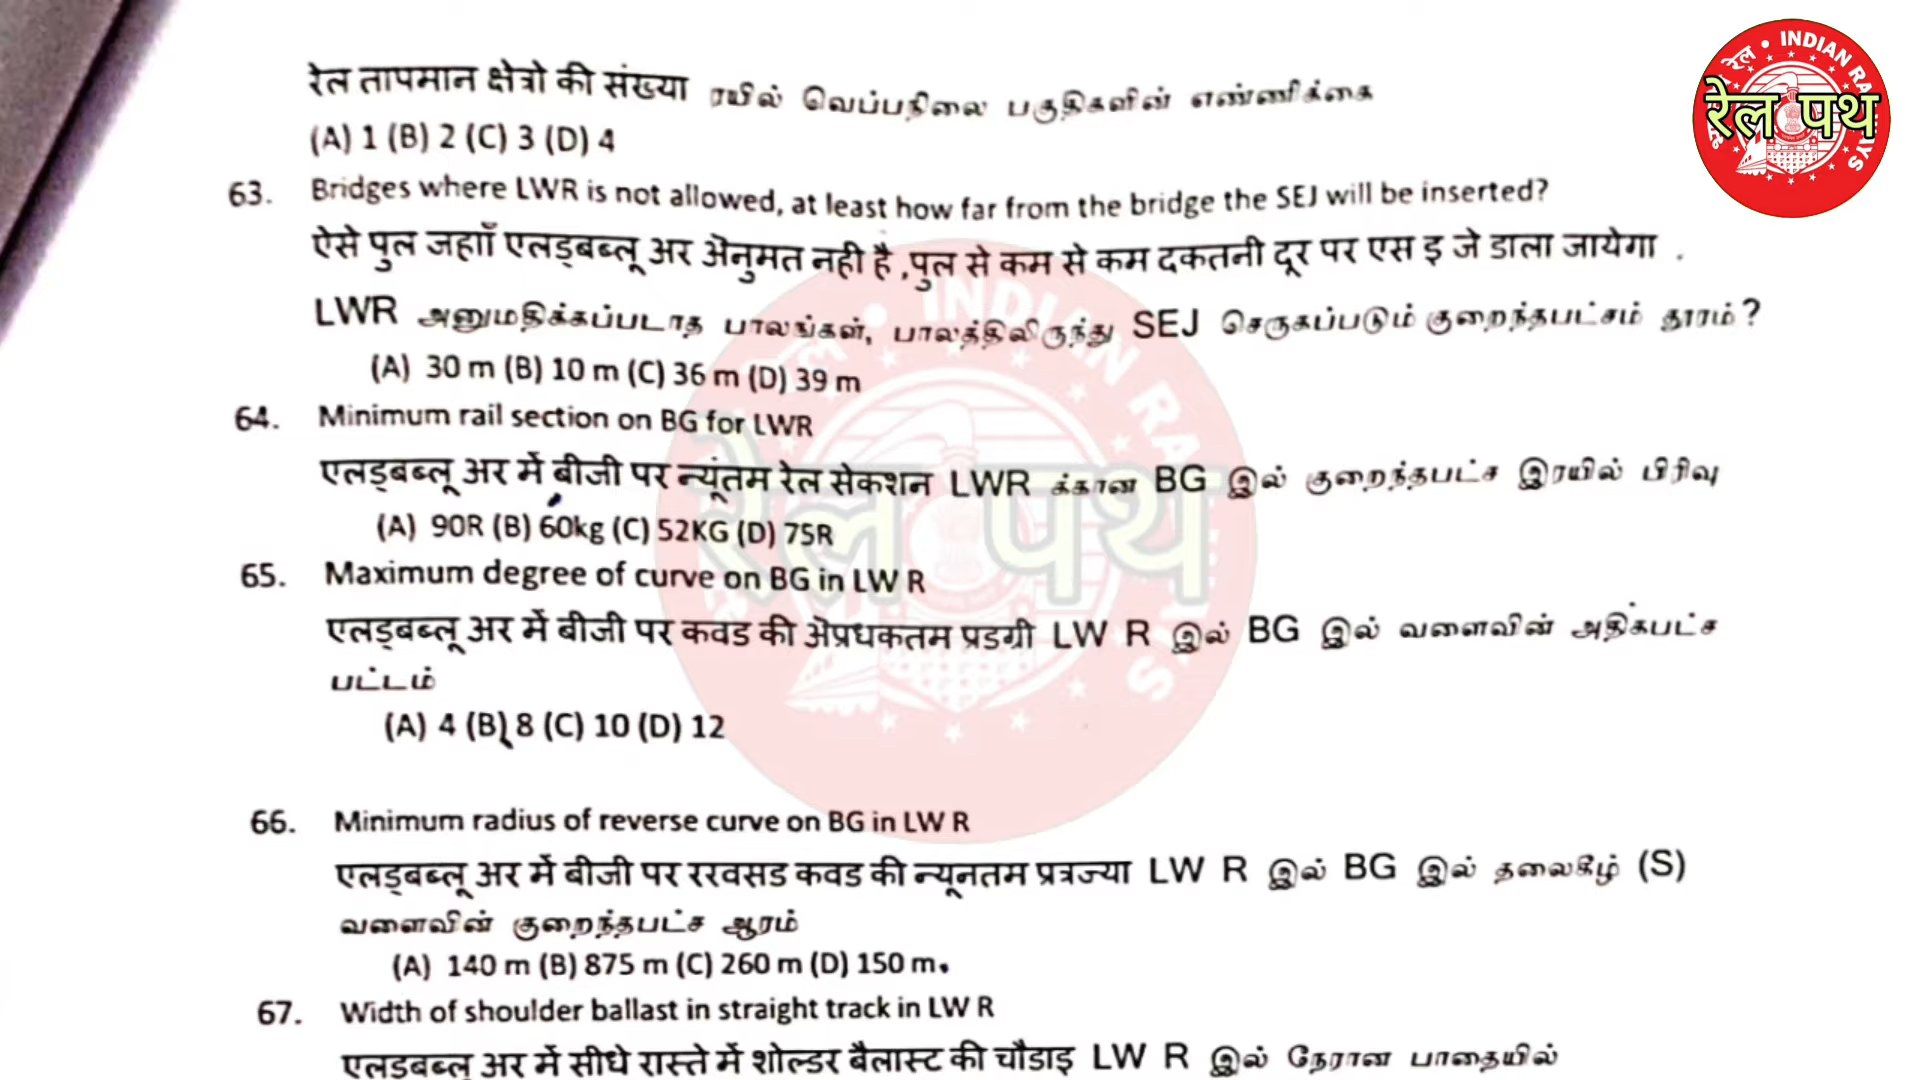 रेल तापमान क्षेत्रो की संख्या ரயில் வெப்பநிலை பகுதிகளின் எண்ணிக்கை
(A) 1 (B) 2 (C) 3 (D) 4
63. Bridges where LWR is not allowed, at least how far from the bridge the SEJ will be inserted?
ऐसे पुल जहााँ एलड्बब्लू अर अेनुमत नही है ,पुल से कम से कम दकतनी दूर पर एस इ जे डाला जायेगा .
LWR அனுமதிக்கப்படாத பாலங்கள், பாலத்திலிருந்து SEJ செருகப்படும் குறைந்தபட்சம் தூரம்?
(A) 30 m (B) 10 m (C) 36 m (D) 39 m
64. Minimum rail section on BG for LWR
एलड्बब्लू अर में बीजी पर न्यूंतम रेल सेकशन LWR க்கான BG இல் குறைந்தபட்ச இரயில் பிரிவு
(A) 90R (B) 60kg (C) 52KG (D) 75R
65. Maximum degree of curve on BG in LW R
एलड्बब्लू अर में बीजी पर कवड की अेप्रधकतम प्रडग्री LW R இல் BG இல் வளைவின் அதிகபட்ச
பட்டம்
(A) 4 (B) 8 (C) 10 (D) 12
66. Minimum radius of reverse curve on BG in LW R
एलड्बब्लू अर में बीजी पर ररवसड कवड की न्यूनतम प्रत्रज्या LW R இல் BG இல் தலைகீழ் (S)
வளைவின் குறைந்தபட்ச ஆரம்
(A) 140 m (B) 875 m (C) 260 m (D) 150 m.
67. Width of shoulder ballast in straight track in LW R
एलडबब्लू अर में सीधे रास्ते में शोल्डर बैलास्ट की चौडाइ LW R இல் நேரான பாதையில்
रेल • INDIAN RAILWAYS
रेल पथ
रेल • INDIAN RAILWAYS
रेल पथ